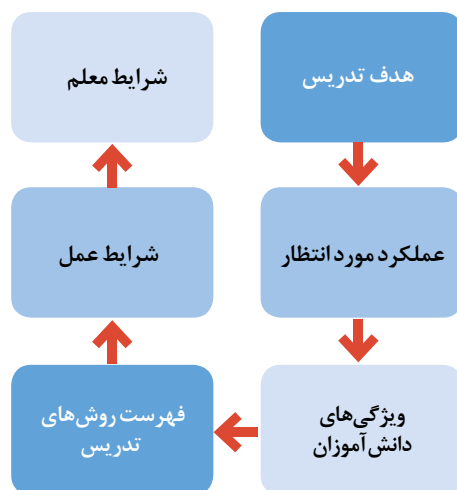 هدف تدریس
شرایط معلم
عملکرد مورد انتظار
شرایط عمل
ویژگی‌های
دانش‌آموزان
فهرست روش‌های
تدریس